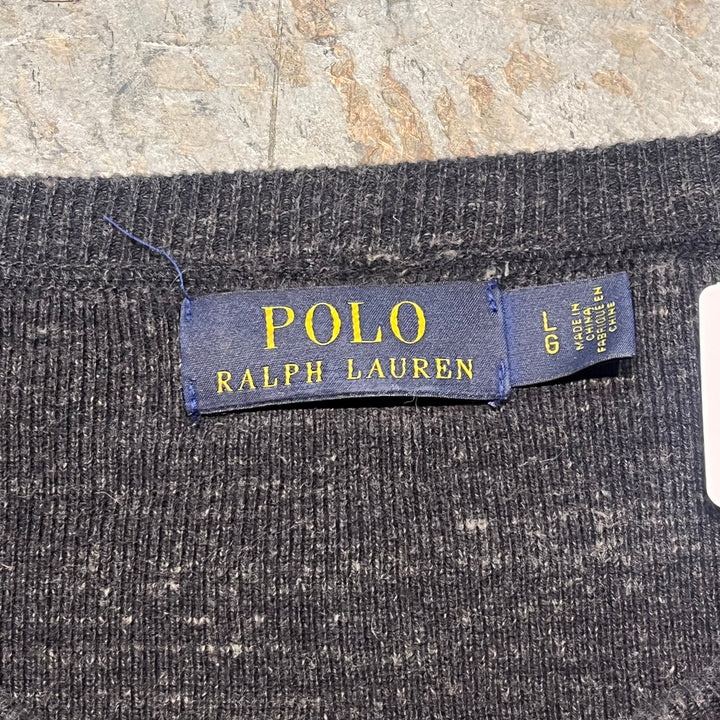 POLO
RALPH LAUREN
L
G
MADE IN
CHINA
FABRIQUÉ EN
CHINE